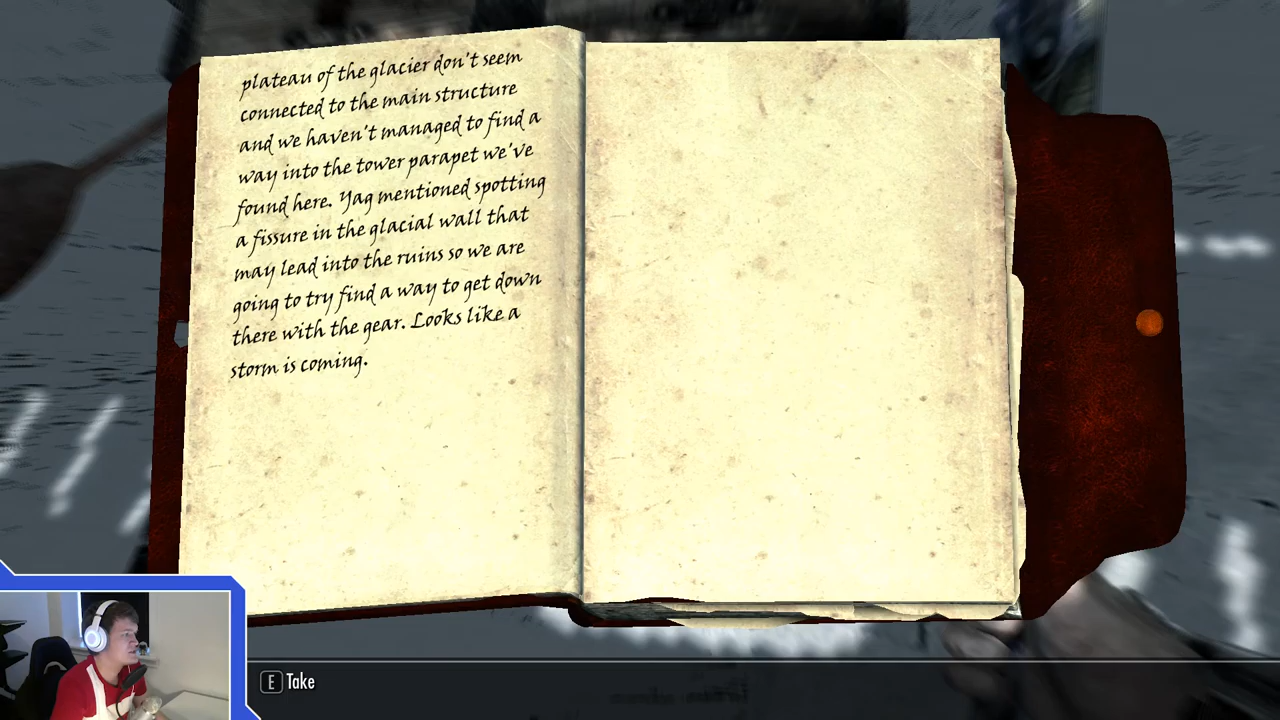 plateau of the glacier don't seem
connected to the main structure
and we haven't managed to find a
way into the tower parapet we've
found here. Yag mentioned spotting
a fissure in the glacial wall that
may lead into the ruins so we are
going to try find a way to get down
there with the gear. Looks like a
storm is coming.
E Take